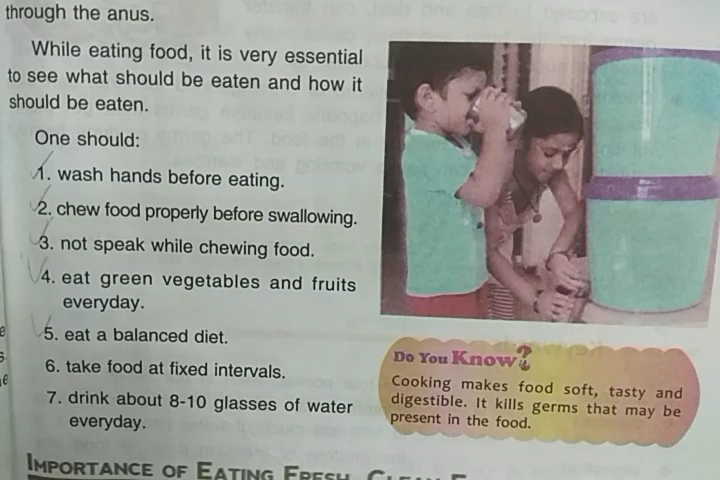 through the anus.
While eating food, it is very essential
to see what should be eaten and how it
should be eaten.
One should:
1. wash hands before eating.
2. chew food properly before swallowing.
3. not speak while chewing food.
4. eat green vegetables and fruits
everyday.
5. eat a balanced diet.
6. take food at fixed intervals.
7. drink about 8-10 glasses of water
everyday.
Do You Know?
Cooking makes food soft, tasty and
digestible. It kills germs that may be
present in the food.
IMPORTANCE OF EATING FRESH, CLEAN